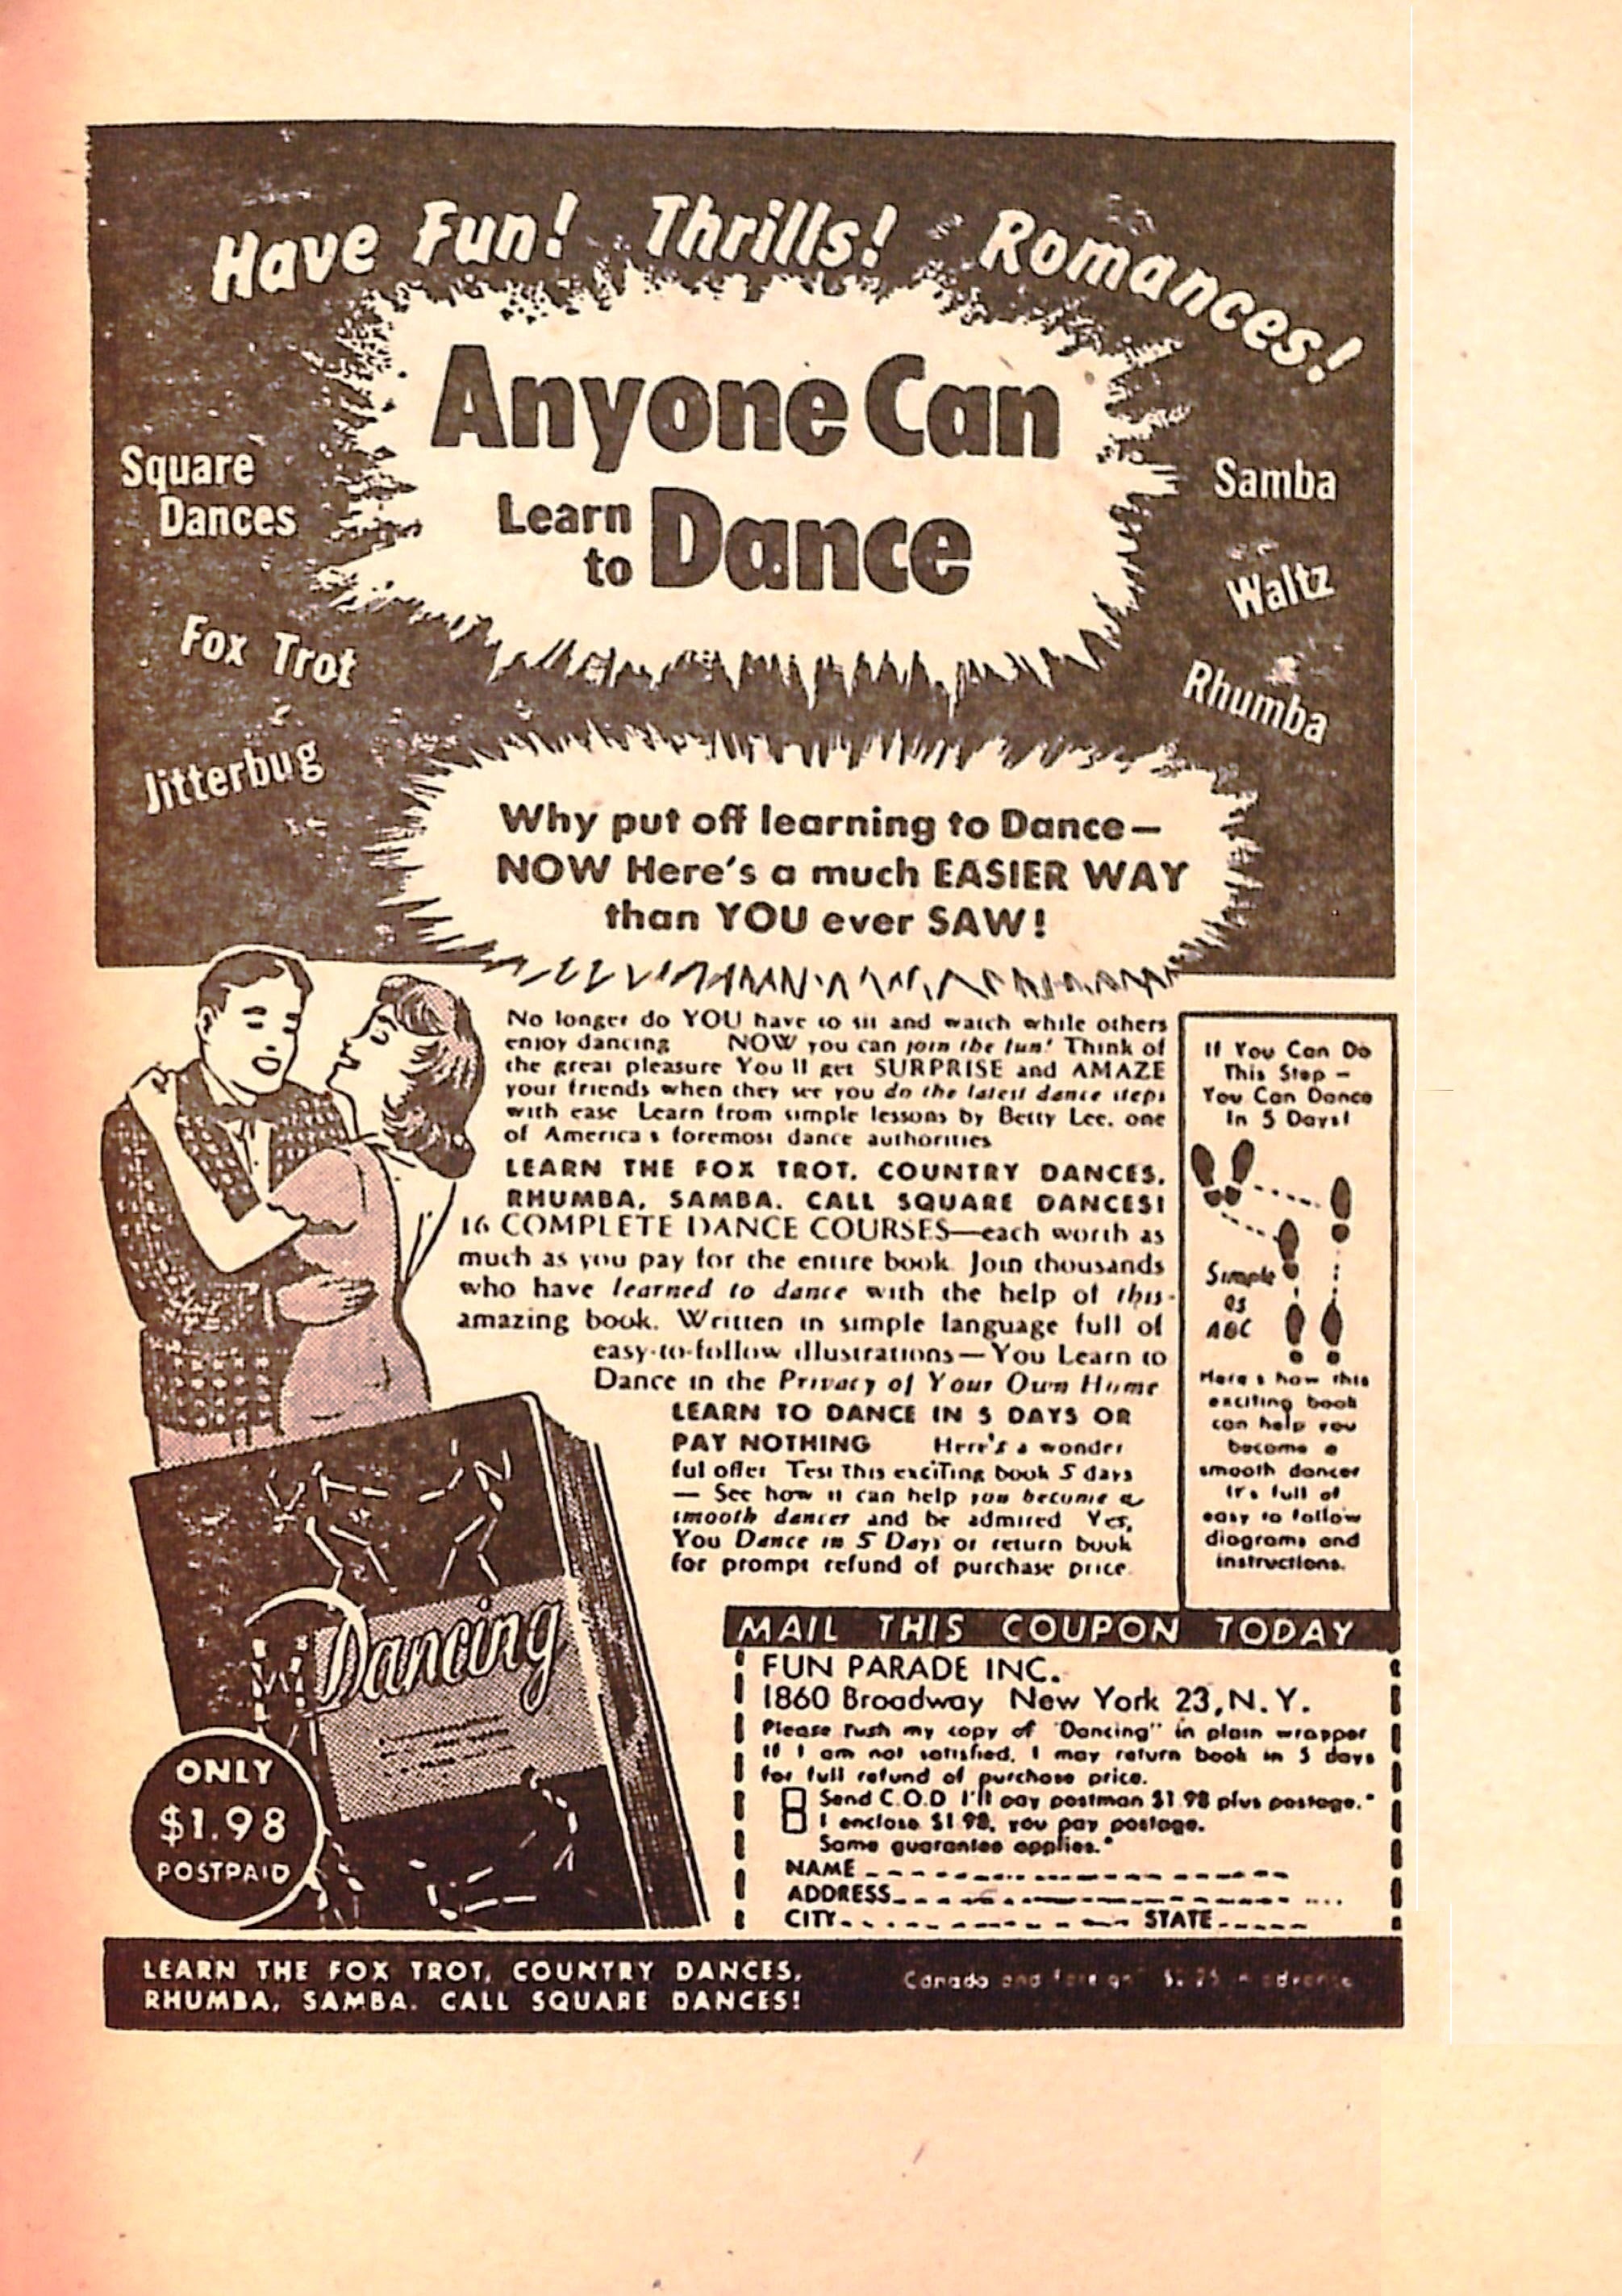 Have Fun! Thrills! Romances!
Anyone Can
Learn
to Dance
Square
Dances
Fox Trot
Jitterbug
Samba
Waltz
Rhumba
Why put off learning to Dance—
NOW Here's a much EASIER WAY
than YOU ever SAW!
No longer do YOU have to sit and watch while others
enjoy dancing NOW you can join the fun! Think of
the great pleasure You'll get SURPRISE and AMAZE
your friends when they see you do the latest dance steps
with ease Learn from simple lessons by Betty Lee, one
of America's foremost dance authorities
LEARN THE FOX TROT, COUNTRY DANCES,
RHUMBA, SAMBA. CALL SQUARE DANCES!
16 COMPLETE DANCE COURSES—each worth as
much as you pay for the entire book. Join thousands
who have learned to dance with the help of this
amazing book. Written in simple language full of
easy-to-follow illustrations—You Learn to
Dance in the Privacy of Your Own Home
LEARN TO DANCE IN 5 DAYS OR
PAY NOTHING Here's a wonder
ful offer Test this exciting book 5 days
— See how it can help you become a
smooth dancer and be admired Yes,
You Dance in 5 Days or return book
for prompt refund of purchase price.
If You Can Do
This Step —
You Can Dance
In 5 Days!
Simple
as
ABC
Here's how this
exciting book
can help you
become a
smooth dancer
It's full of
easy to follow
diagrams and
instructions.
Dancing
ONLY
$1.98
POSTPAID
MAIL THIS COUPON TODAY
FUN PARADE INC.
1860 Broadway New York 23, N.Y.
Please rush my copy of "Dancing" in plain wrapper
If I am not satisfied, I may return book in 5 days
for full refund of purchase price.
Send C.O.D I'll pay postman $1.98 plus postage.*
I enclose $1.98, you pay postage.
Same guarantee applies.*
NAME
ADDRESS
CITY STATE
LEARN THE FOX TROT, COUNTRY DANCES,
RHUMBA, SAMBA. CALL SQUARE DANCES!
Canada and foreign in advance